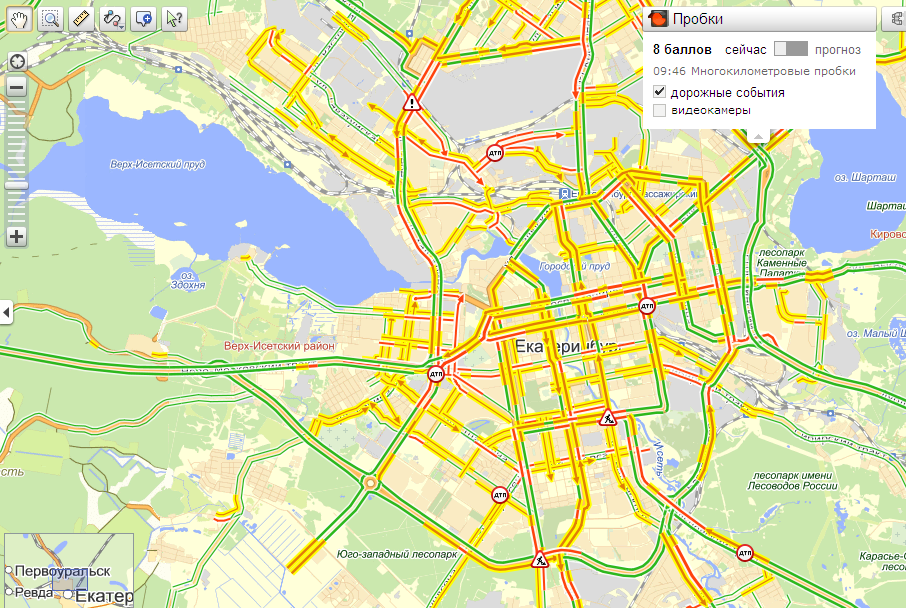 Пробки
8 баллов сейчас прогноз
09:46 Многокилометровые пробки
дорожные события
видеокамеры
Верх-Исетский пруд
ДТП
оз. Шарташ
Шарташ
Кировс
лесопарк
Каменные
Палатки
Городской пруд
оз.
Здохня
ДТП
оз. Малый Ш
Верх-Исетский район
Екатеринбург
ДТП
Исеть
ДТП
лесопарк имени
Лесоводов России
Юго-западный лесопарк
ДТП
Карасье-О
лесо
Первоуральск
Ревда
Екатер